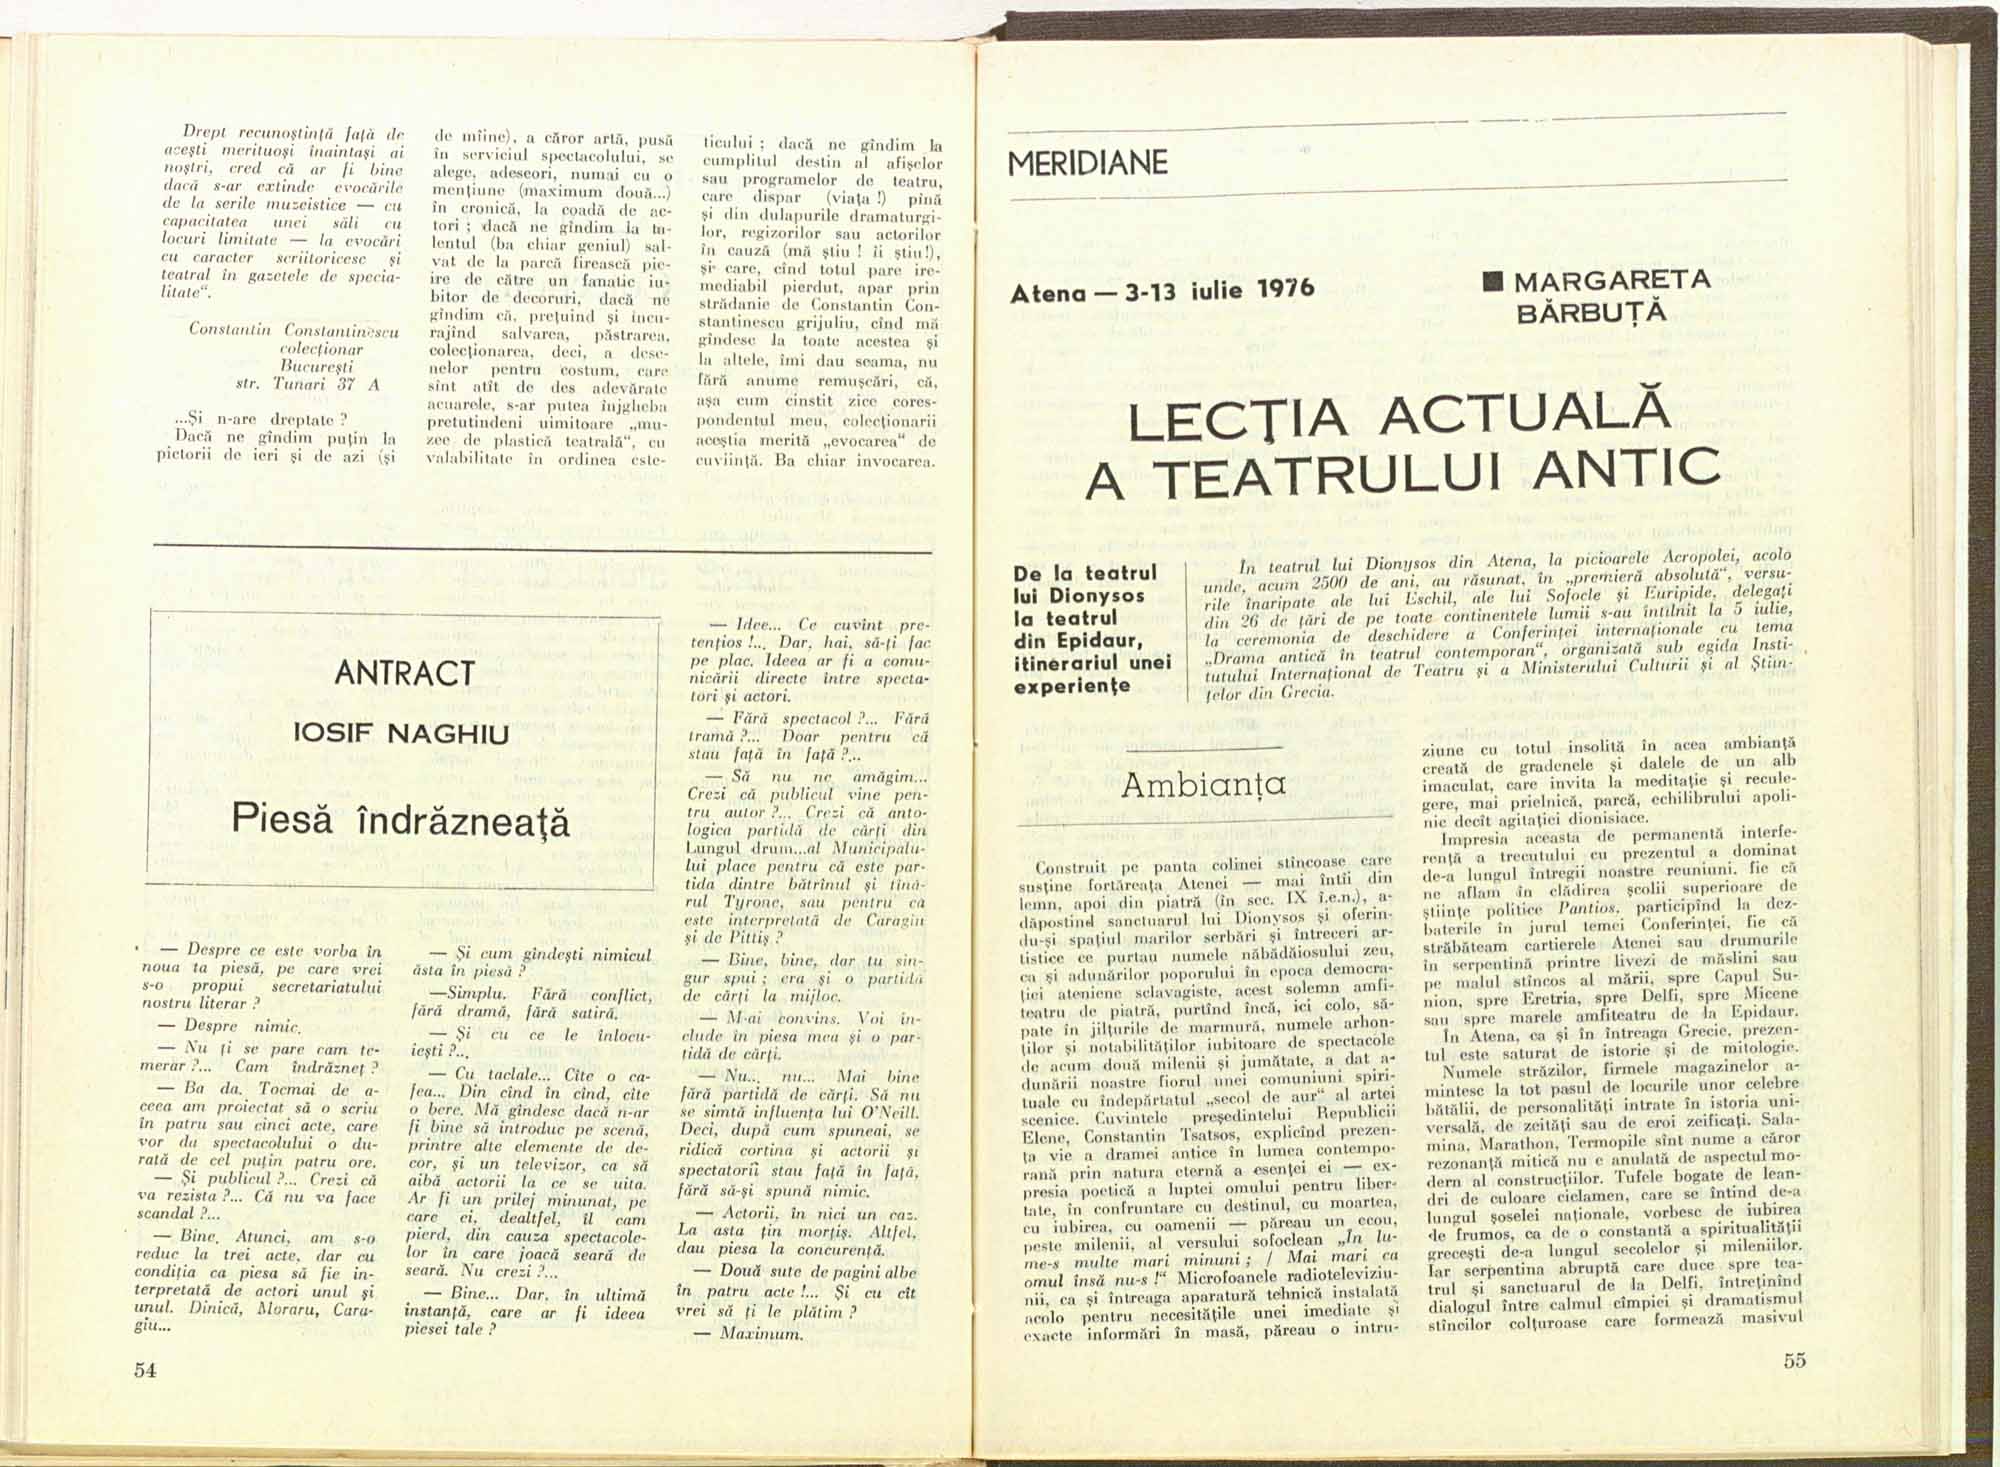 Drept recunoştinţă faţă de
aceşti merituoşi înaintaşi ai
noştri, cred că ar fi bine
dacă s-ar extinde evocările
de la serile muzeistice — cu
capacitatea unei săli cu
locuri limitate — la evocări
cu caracter scriitoricesc şi
teatral în gazetele de specia-
litate“.
Constantin Constantinescu
colecţionar
Bucureşti
str. Tunari 37 A
...Şi n-are dreptate ?
Dacă ne gîndim puţin la
pictorii de ieri şi de azi (şi
de mîine), a căror artă, pusă
în serviciul spectacolului, se
alege, adeseori, numai cu o
menţiune (maximum două...)
în cronică, la coadă de ac-
tori ; dacă ne gîndim la ta-
lentul (ba chiar geniul) sal-
vat de la parcă firească pie-
ire de către un fanatic iu-
bitor de decoruri, dacă ne
gîndim că, preţuind şi încu-
rajînd salvarea, păstrarea,
colecţionarea, deci, a dese-
nelor pentru costum, care
sînt atît de des adevărate
acuarele, s-ar putea înjgheba
pretutindeni uimitoare „mu-
zee de plastică teatrală“, cu
valabilitate în ordinea este-
ticului ; dacă ne gîndim la
cumplitul destin al afişelor
sau programelor de teatru,
care dispar (viaţa !) pînă
şi din dulapurile dramaturgi-
lor, regizorilor sau actorilor
în cauză (mă ştiu ! îi ştiu!),
şi care, cînd totul pare ire-
mediabil pierdut, apar prin
strădanie de Constantin Con-
stantinescu grijuliu, cînd mă
gîndesc la toate acestea şi
la altele, îmi dau seama, nu
fără anume remuşcări, că,
aşa cum cinstit zice cores-
pondentul meu, colecţionarii
aceştia merită „evocarea“ de
cuviinţă. Ba chiar invocarea.
ANTRACT
IOSIF NAGHIU
Piesă îndrăzneaţă
— Despre ce este vorba în
noua ta piesă, pe care vrei
s-o propui secretariatului
nostru literar ?
— Despre nimic.
— Nu ţi se pare cam te-
merar ?... Cam îndrăzneţ ?
— Ba da. Tocmai de a-
ceea am proiectat să o scriu
în patru sau cinci acte, care
vor da spectacolului o du-
rată de cel puţin patru ore.
— Şi publicul ?... Crezi că
va rezista ?... Că nu va face
scandal ?...
— Bine. Atunci, am s-o
reduc la trei acte, dar cu
condiţia ca piesa să fie in-
terpretată de actori unul şi
unul. Dinică, Moraru, Cara-
giu...
— Şi cum gîndeşti nimicul
ăsta în piesă ?
—Simplu. Fără conflict,
fără dramă, fără satiră.
— Şi cu ce le înlocu-
ieşti ?...
— Cu taclale... Cîte o ca-
fea... Din cînd în cînd, cîte
o bere. Mă gîndesc dacă n-ar
fi bine să introduc pe scenă,
printre alte elemente de de-
cor, şi un televizor, ca să
aibă actorii la ce se uita.
Ar fi un prilej minunat, pe
care ei, dealtfel, îl cam
pierd, din cauza spectacole-
lor în care joacă seară de
seară. Nu crezi ?...
— Bine... Dar, în ultimă
instanţă, care ar fi ideea
piesei tale ?
— Idee... Ce cuvînt pre-
tenţios !... Dar, hai, să-ţi fac
pe plac. Ideea ar fi a comu-
nicării directe între specta-
tori şi actori.
— Fără spectacol ?... Fără
tramă ?... Doar pentru că
stau faţă în faţă ?...
— Să nu ne amăgim...
Crezi că publicul vine pen-
tru autor ?... Crezi că anto-
logica partidă de cărţi din
Lungul drum...al Municipalu-
lui place pentru că este par-
tida dintre bătrînul şi tînă-
rul Tyrone, sau pentru că
este interpretată de Caragiu
şi de Pittiş ?
— Bine, bine, dar tu sin-
gur spui ; era şi o partidă
de cărţi la mijloc.
— M-ai convins. Voi in-
clude în piesa mea şi o par-
tidă de cărţi.
— Nu... nu... Mai bine
fără partidă de cărţi. Să nu
se simtă influenţa lui O'Neill.
Deci, după cum spuneai, se
ridică cortina şi actorii şi
spectatorii stau faţă în faţă,
fără să-şi spună nimic.
— Actorii, în nici un caz.
La asta ţin morţiş. Altfel,
dau piesa la concurenţă.
— Două sute de pagini albe
în patru acte !... Şi cu cît
vrei să ţi le plătim ?
— Maximum.
54
MERIDIANE
Atena — 3-13 iulie 1976
■ MARGARETA
BĂRBUŢĂ
LECŢIA ACTUALĂ
A TEATRULUI ANTIC
De la teatrul
lui Dionysos
la teatrul
din Epidaur,
itinerariul unei
experienţe
În teatrul lui Dionysos din Atena, la picioarele Acropolei, acolo
unde, acum 2500 de ani, au răsunat, în „premieră absolută“, versu-
rile înaripate ale lui Eschil, ale lui Sofocle şi Euripide, delegaţi
din 26 de ţări de pe toate continentele lumii s-au întîlnit la 5 iulie,
la ceremonia de deschidere a Conferinţei internaţionale cu tema
„Drama antică în teatrul contemporan“, organizată sub egida Insti-
tutului Internaţional de Teatru şi a Ministerului Culturii şi al Ştiin-
ţelor din Grecia.
Ambianţa
Construit pe panta colinei stîncoase care
susţine fortăreaţa Atenei — mai întîi din
lemn, apoi din piatră (în sec. IX î.e.n.), a-
dăpostind sanctuarul lui Dionysos şi oferin-
du-şi spaţiul marilor serbări şi întreceri ar-
tistice ce purtau numele năbădăiosului zeu,
ca şi adunărilor poporului în epoca democra-
ţiei ateniene sclavagiste, acest solemn amfi-
teatru de piatră, purtînd încă, ici colo, să-
pate în jilţurile de marmură, numele arhon-
ţilor şi notabilităţilor iubitoare de spectacole
de acum două milenii şi jumătate, a dat a-
dunării noastre fiorul unei comuniuni spiri-
tuale cu îndepărtatul „secol de aur“ al artei
scenice. Cuvintele preşedintelui Republicii
Elene, Constantin Tsatsos, explicînd prezen-
ţa vie a dramei antice în lumea contempo-
rană prin natura eternă a esenţei ei — ex-
presia poetică a luptei omului pentru liber-
tate, în confruntare cu destinul, cu moartea,
cu iubirea, cu oamenii — păreau un ecou,
peste milenii, al versului sofoclean „În lu-
me-s multe mari minuni ; / Mai mari ca
omul însă nu-s !“ Microfoanele radioteleviziu-
nii, ca şi întreaga aparatură tehnică instalată
acolo pentru necesităţile unei imediate şi
exacte informări în masă, păreau o intru-
ziune cu totul insolită în acea ambianţă
creată de gradenele şi dalele de un alb
imaculat, care invita la meditaţie şi reculе-
gere, mai prielnică, parcă, echilibrului apoli-
nic decît agitaţiei dionisiace.
Impresia aceasta de permanentă interfe-
renţă a trecutului cu prezentul a dominat
de-a lungul întregii noastre reuniuni, fie că
ne aflam în clădirea şcolii superioare de
ştiinţe politice Pantios, participînd la dez-
baterile în jurul temei Conferinţei, fie că
străbăteam cartierele Atenei sau drumurile
în serpentină printre livezi de măslini sau
pe malul stîncos al mării, spre Capul Su-
nion, spre Eretria, spre Delfi, spre Micene
sau spre marele amfiteatru de la Epidaur.
În Atena, ca şi în întreaga Grecie, prezen-
tul este saturat de istorie şi de mitologie.
Numele străzilor, firmele magazinelor a-
mintesc la tot pasul de locurile unor celebre
bătălii, de personalităţi intrate în istoria uni-
versală, de zeităţi sau de eroi zeificaţi. Sala-
mina, Marathon, Termopile sînt nume a căror
rezonanţă mitică nu e anulată de aspectul mo-
dern al construcţiilor. Tufele bogate de lean-
dri de culoare ciclamen, care se întind de-a
lungul şoselei naţionale, vorbesc de iubirea
de frumos, ca de o constantă a spiritualităţii
greceşti de-a lungul secolelor şi mileniilor.
Iar serpentina abruptă care duce spre tea-
trul şi sanctuarul de la Delfi, întreţinînd
dialogul între calmul cîmpiei şi dramatismul
stîncilor colţuroase care formează masivul
55